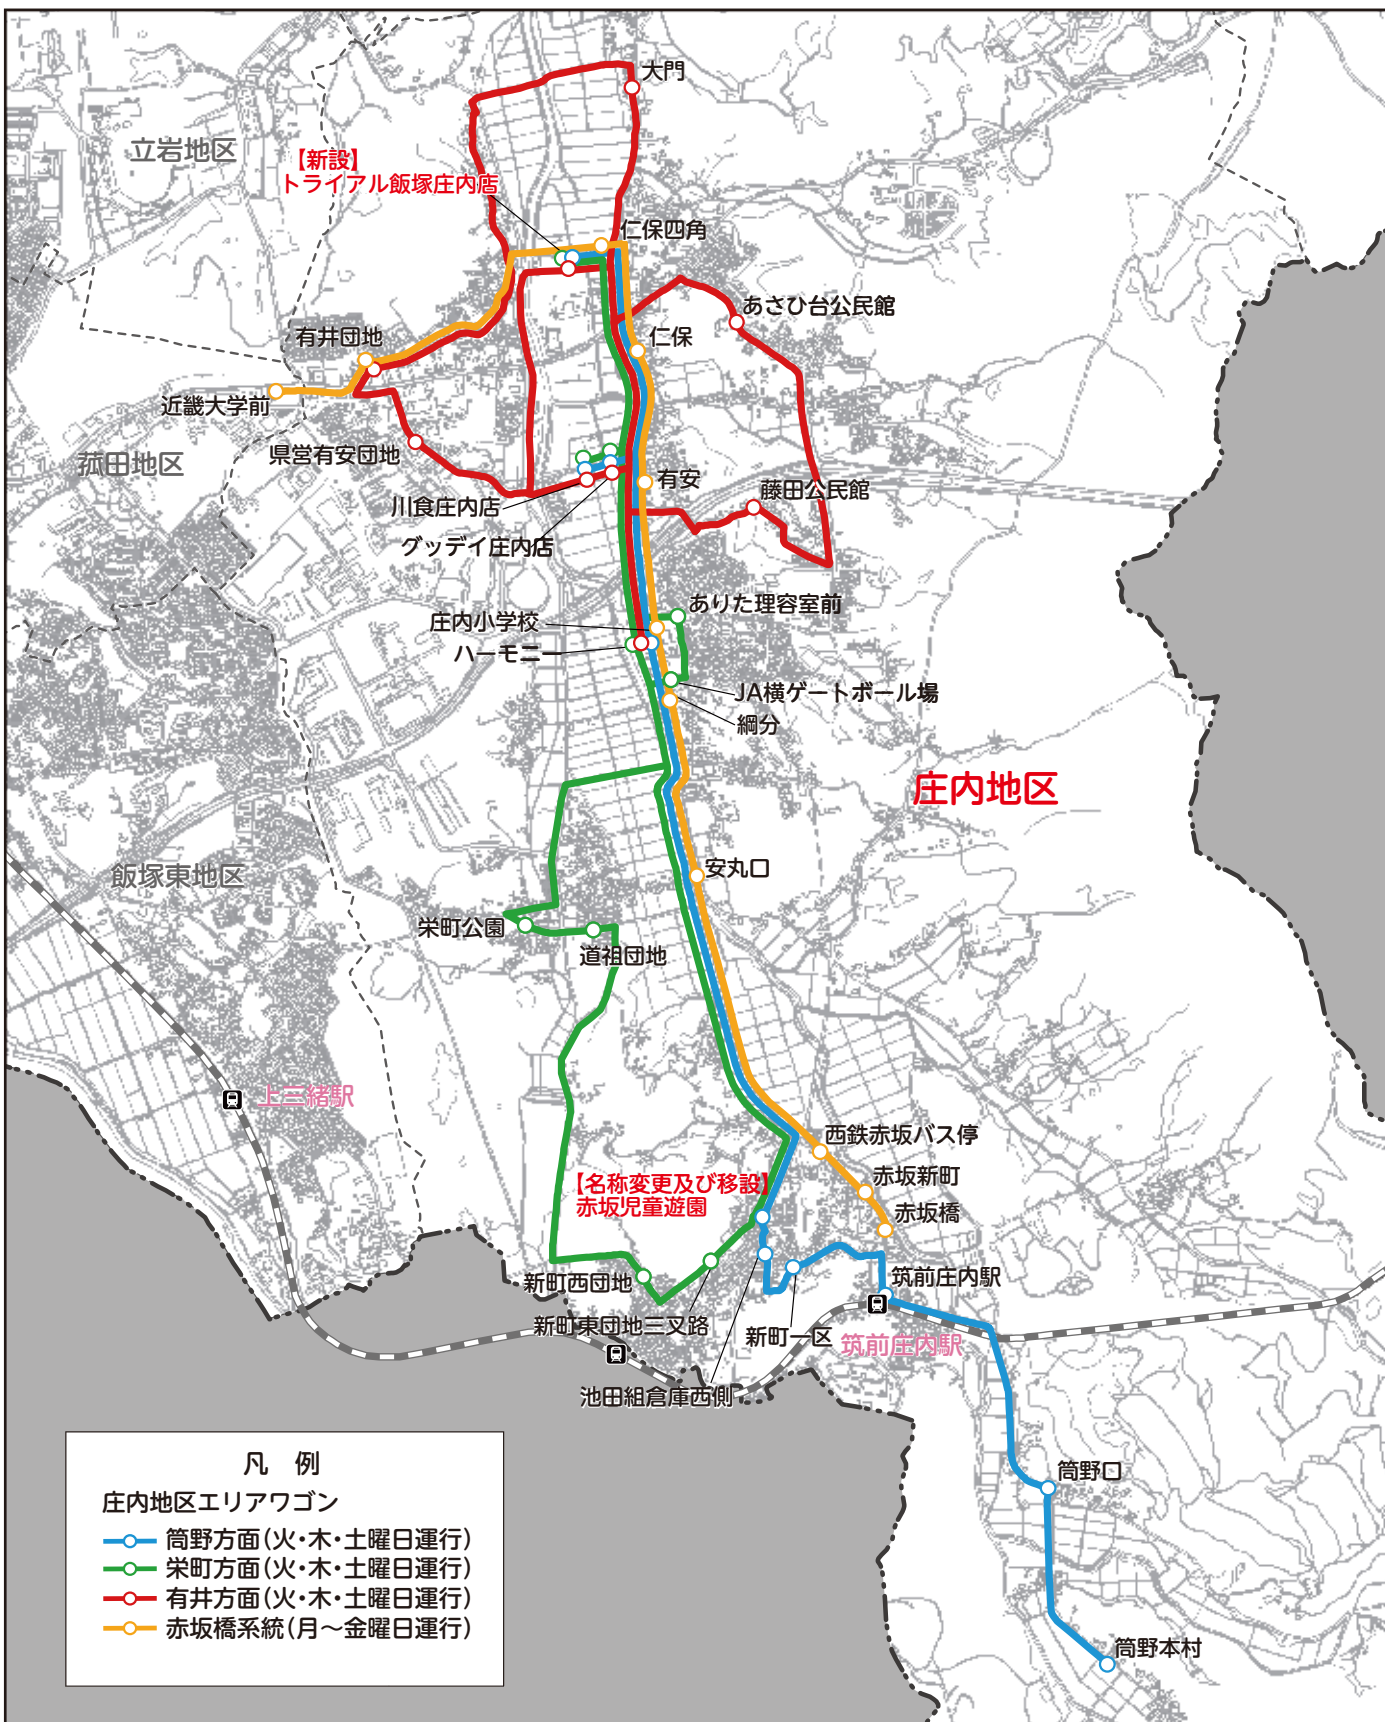 大門
立岩地区
【新設】
トライアル飯塚庄内店
仁保四角
あさひ台公民館
有井団地
仁保
近畿大学前
県営有安団地
菰田地区
有安
藤田公民館
川食庄内店
グッデイ庄内店
ありた理容室前
庄内小学校
ハーモニー
JA横ゲートボール場
綱分
庄内地区
安丸口
飯塚東地区
栄町公園
道祖団地
上三緒駅
西鉄赤坂バス停
赤坂新町
【名称変更及び移設】
赤坂児童遊園
赤坂橋
新町西団地
筑前庄内駅
新町東団地三叉路
新町一区
筑前庄内駅
池田組倉庫西側
凡 例
庄内地区エリアワゴン
筒野方面(火・木・土曜日運行)
栄町方面(火・木・土曜日運行)
有井方面(火・木・土曜日運行)
赤坂橋系統(月〜金曜日運行)
筒野口
筒野本村